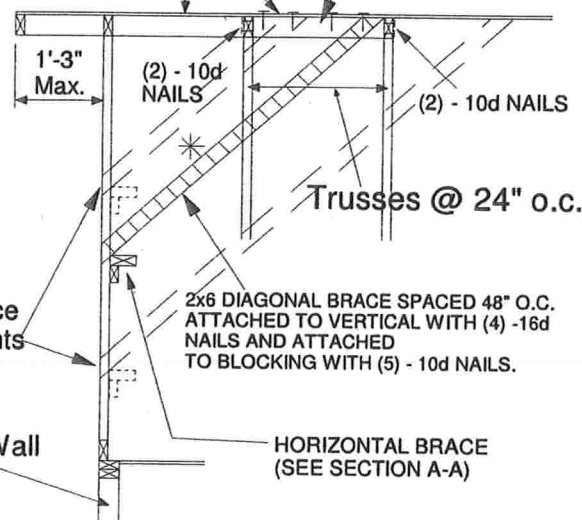 1'-3"
Max.
(2) - 10d
NAILS
(2) - 10d NAILS
Trusses @ 24" o.c.
2x6 DIAGONAL BRACE SPACED 48" O.C.
ATTACHED TO VERTICAL WITH (4) -16d
NAILS AND ATTACHED
TO BLOCKING WITH (5) - 10d NAILS.
HORIZONTAL BRACE
(SEE SECTION A-A)